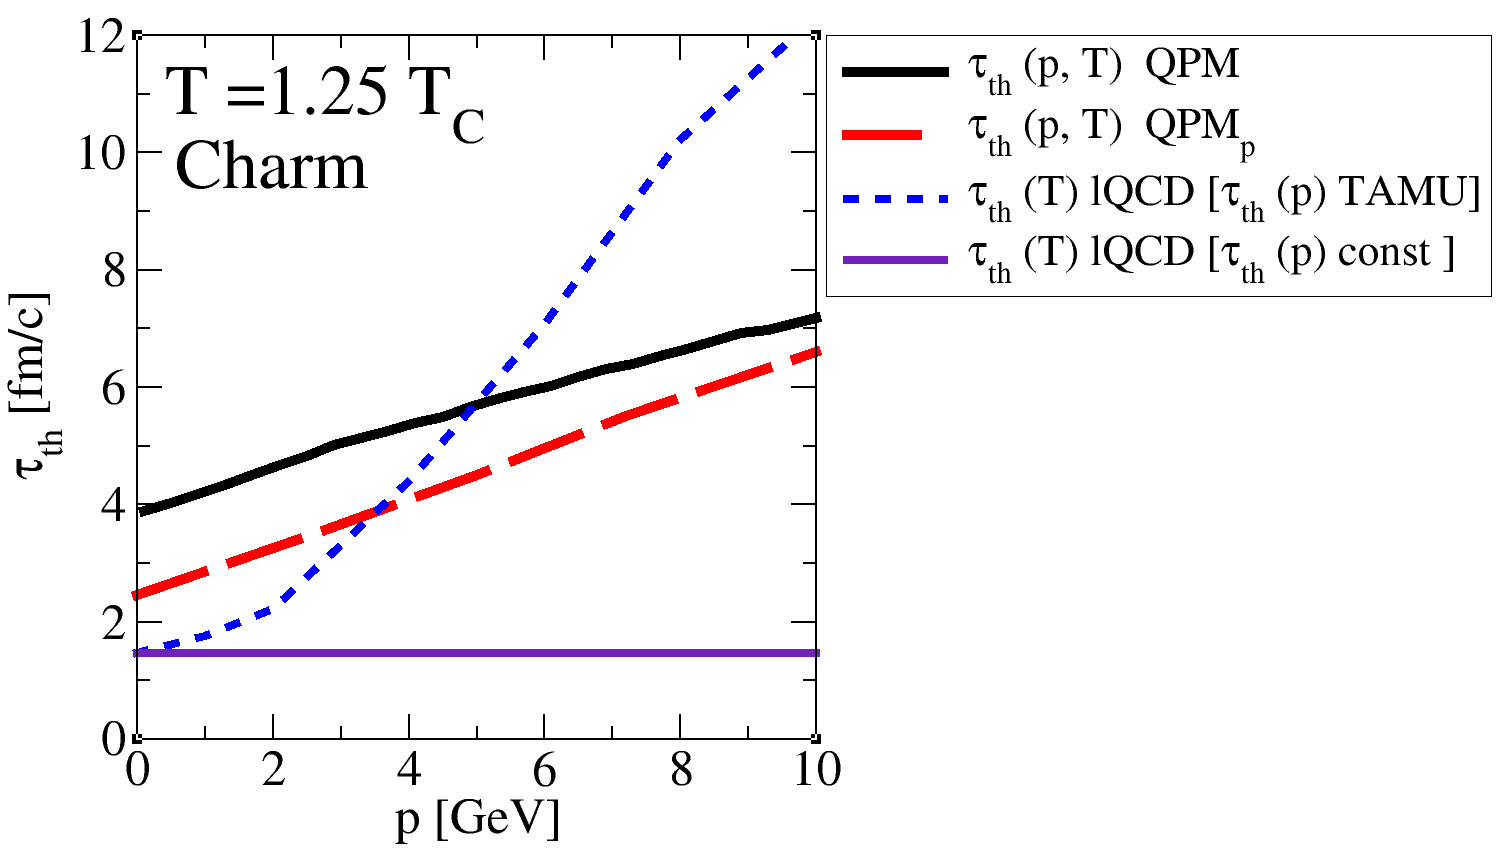 T =1.25 T_C
Charm
12
10
8
6
4
2
0
τ_th [fm/c]
0 2 4 6 8 10
p [GeV]
τ_th (p, T) QPM
τ_th (p, T) QPM_p
τ_th (T) lQCD [τ_th (p) TAMU]
τ_th (T) lQCD [τ_th (p) const ]